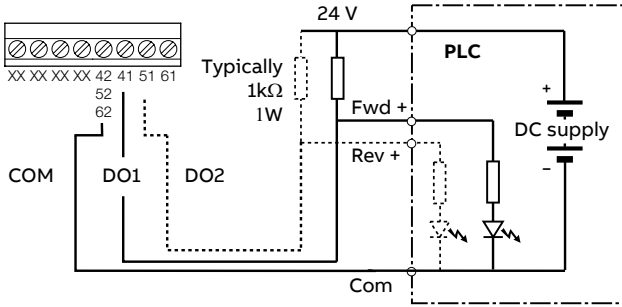 24 V
PLC
XX XX XX XX 42 41 51 61
52
62
Typically
1kΩ
1W
Fwd +
Rev +
+
DC supply
–
COM
DO1
DO2
Com